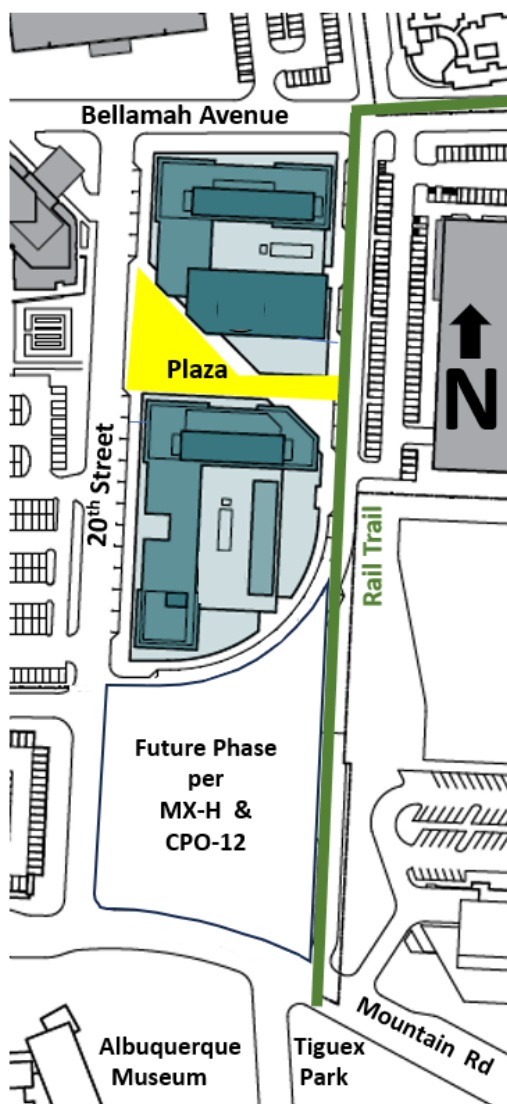 Bellamah Avenue
Plaza
N
20th Street
Rail Trail
Future Phase
per
MX-H & 
CPO-12
Mountain Rd
Albuquerque
Museum
Tiguex
Park